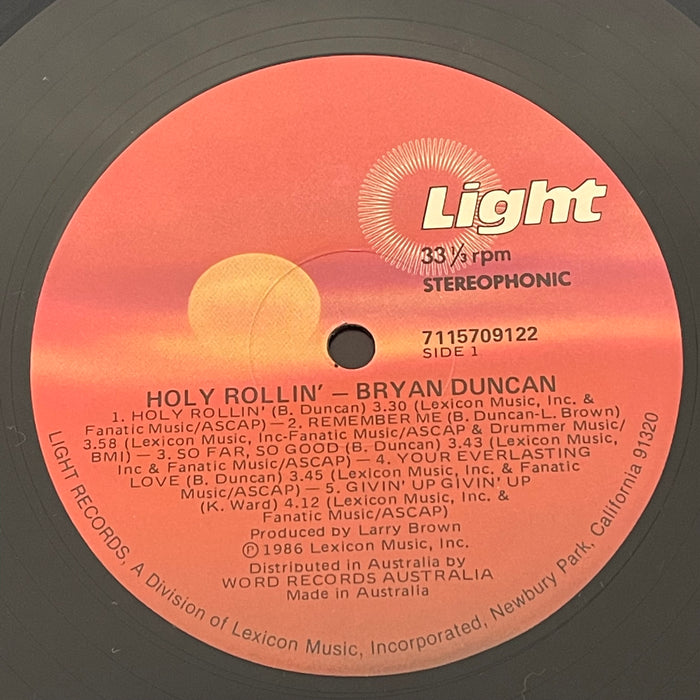 Light
33⅓ rpm
STEREOPHONIC
7115709122
SIDE 1
HOLY ROLLIN' – BRYAN DUNCAN
1. HOLY ROLLIN' (B. Duncan) 3.30 (Lexicon Music, Inc. &
Fanatic Music/ASCAP) – 2. REMEMBER ME (B. Duncan-L. Brown)
3.58 (Lexicon Music, Inc-Fanatic Music/ASCAP & Drummer Music/
BMI) – 3. SO FAR, SO GOOD (B. Duncan) 3.43 (Lexicon Music,
Inc & Fanatic Music/ASCAP) – 4. YOUR EVERLASTING
LOVE (B. Duncan) 3.45 (Lexicon Music, Inc. & Fanatic
Music/ASCAP) – 5. GIVIN' UP GIVIN' UP
(K. Ward) 4.12 (Lexicon Music, Inc. &
Fanatic Music/ASCAP)
Produced by Larry Brown
℗ 1986 Lexicon Music, Inc.
Distributed in Australia by
WORD RECORDS AUSTRALIA
Made in Australia
LIGHT RECORDS, A Division of Lexicon Music, Incorporated, Newbury Park, California 91320